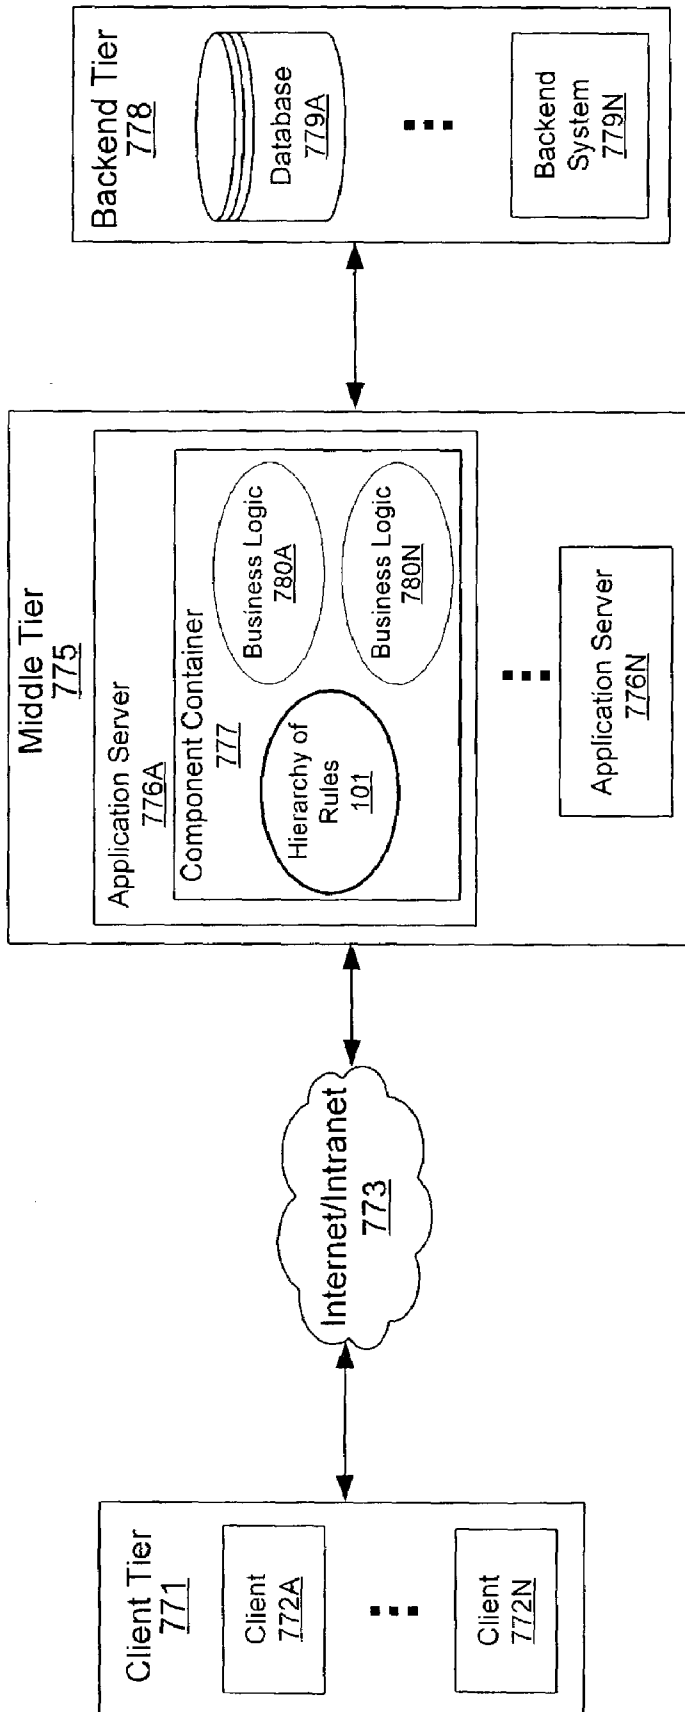 Client Tier
771
Client
772A
Client
772N
Internet/Intranet
773
Middle Tier
775
Application Server
776A
Component Container
777
Hierarchy of
Rules
101
Business Logic
780A
Business Logic
780N
Application Server
776N
Backend Tier
778
Database
779A
Backend
System
779N